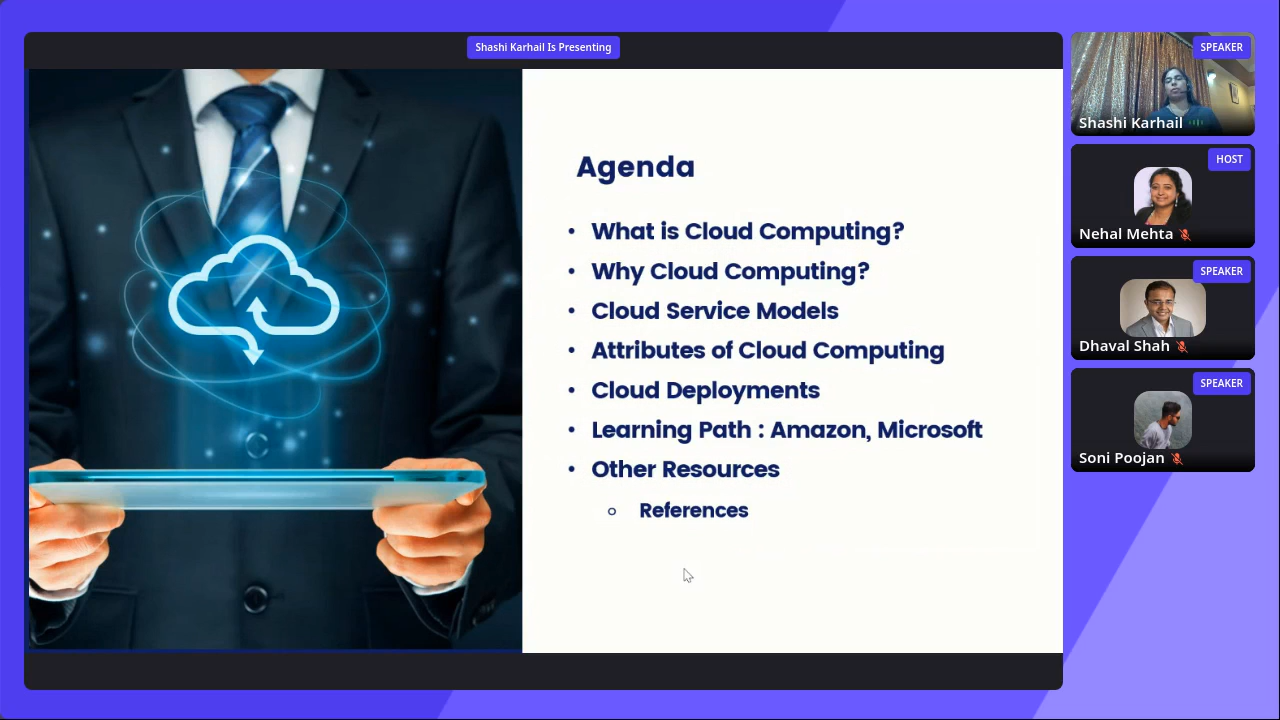 Shashi Karhail Is Presenting
Agenda
• What is Cloud Computing?
• Why Cloud Computing?
• Cloud Service Models
• Attributes of Cloud Computing
• Cloud Deployments
• Learning Path : Amazon, Microsoft
• Other Resources
○ References
SPEAKER
Shashi Karhail
HOST
Nehal Mehta
SPEAKER
Dhaval Shah
SPEAKER
Soni Poojan